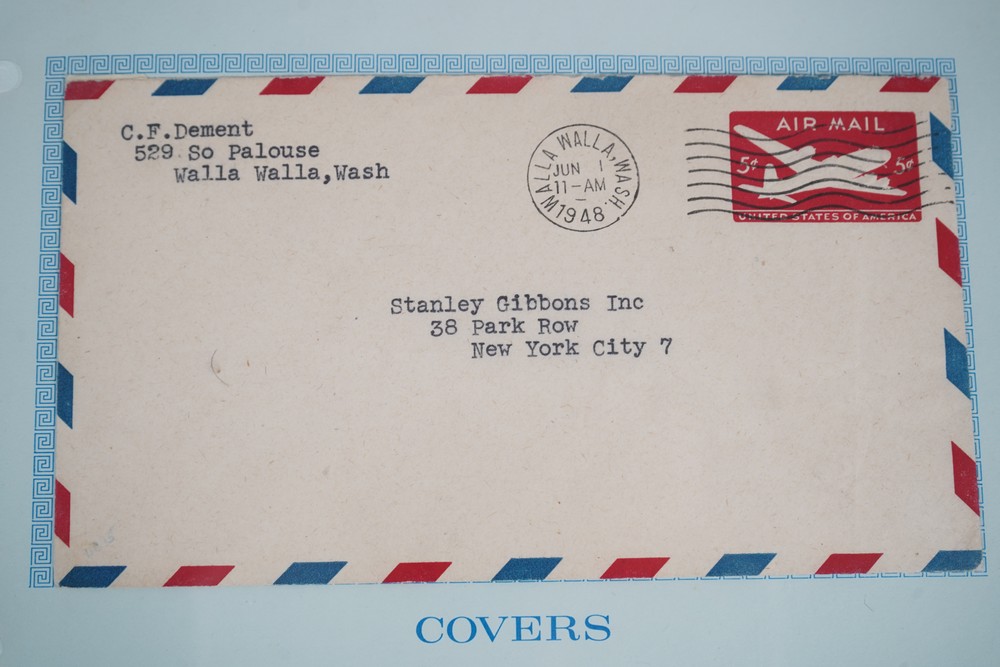 C.F.Dement
529 So Palouse
Walla Walla,Wash
WALLA WALLA, WASH.
JUN 1
11-AM
1948
AIR MAIL
5¢ 5¢
UNITED STATES OF AMERICA
Stanley Gibbons Inc
38 Park Row
New York City 7
COVERS